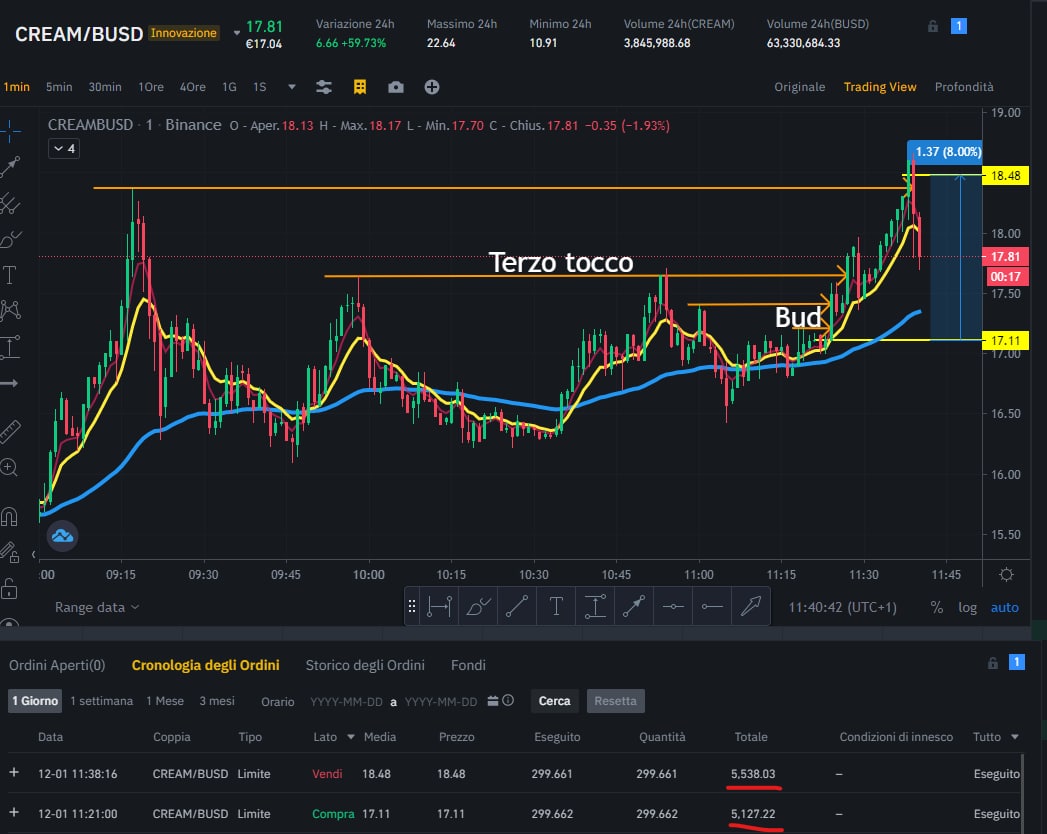 CREAM/BUSD Innovazione 17.81 €17.04
Variazione 24h Massimo 24h Minimo 24h Volume 24h(CREAM) Volume 24h(BUSD)
6.66 +59.73% 22.64 10.91 3,845,988.68 63,330,684.33
1
1min 5min 30min 1Ore 4Ore 1G 1S Originale Trading View Profondità
CREAMBUSD · 1 · Binance O - Aper.18.13 H - Max.18.17 L - Min.17.70 C - Chius.17.81 −0.35 (−1.93%)
4
19.00
1.37 (8.00%)
18.48
18.00
Terzo tocco
17.81
00:17
17.50
Bud
17.11
17.00
16.50
16.00
15.50
:00 09:15 09:30 09:45 10:00 10:15 10:30 10:45 11:00 11:15 11:30 11:45
Range data 11:40:42 (UTC+1) % log auto
Ordini Aperti(0) Cronologia degli Ordini Storico degli Ordini Fondi 1
1 Giorno 1 settimana 1 Mese 3 mesi Orario YYYY-MM-DD a YYYY-MM-DD Cerca Resetta
Data Coppia Tipo Lato Media Prezzo Eseguito Quantità Totale Condizioni di innesco Tutto
12-01 11:38:16 CREAM/BUSD Limite Vendi 18.48 18.48 299.661 299.661 5,538.03 – Eseguito
12-01 11:21:00 CREAM/BUSD Limite Compra 17.11 17.11 299.662 299.662 5,127.22 – Eseguito